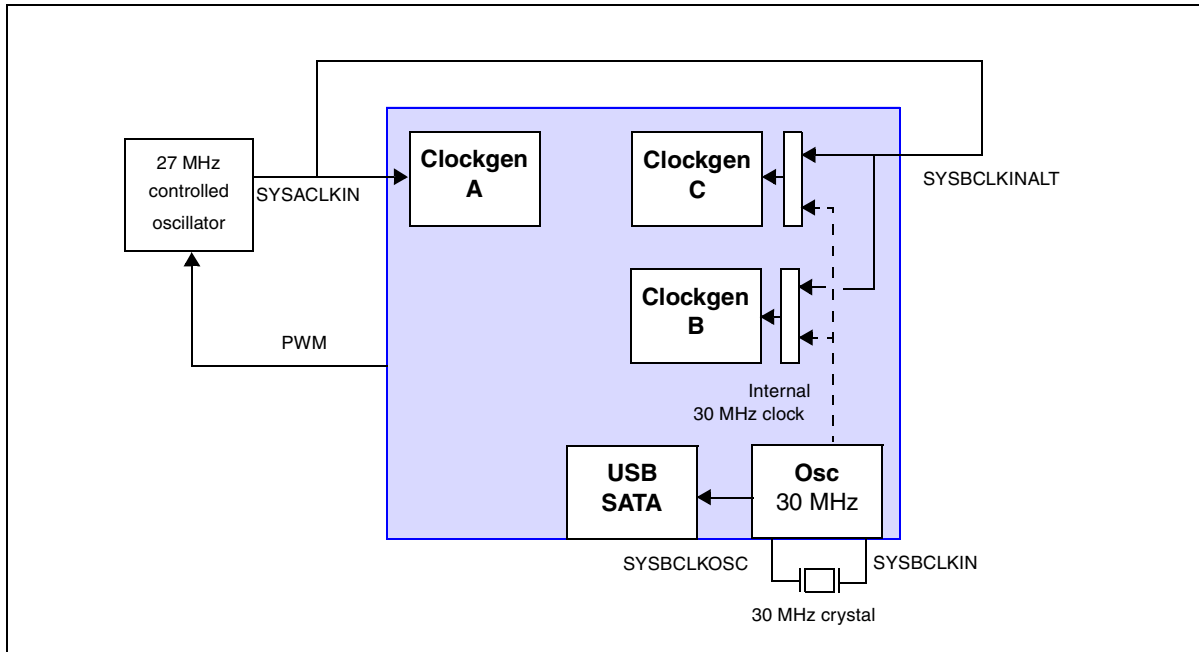 27 MHz
controlled
oscillator
SYSACLKIN
Clockgen
A
Clockgen
C
SYSBCLKINALT
Clockgen
B
PWM
Internal
30 MHz clock
USB
SATA
Osc
30 MHz
SYSBCLKOSC
SYSBCLKIN
30 MHz crystal